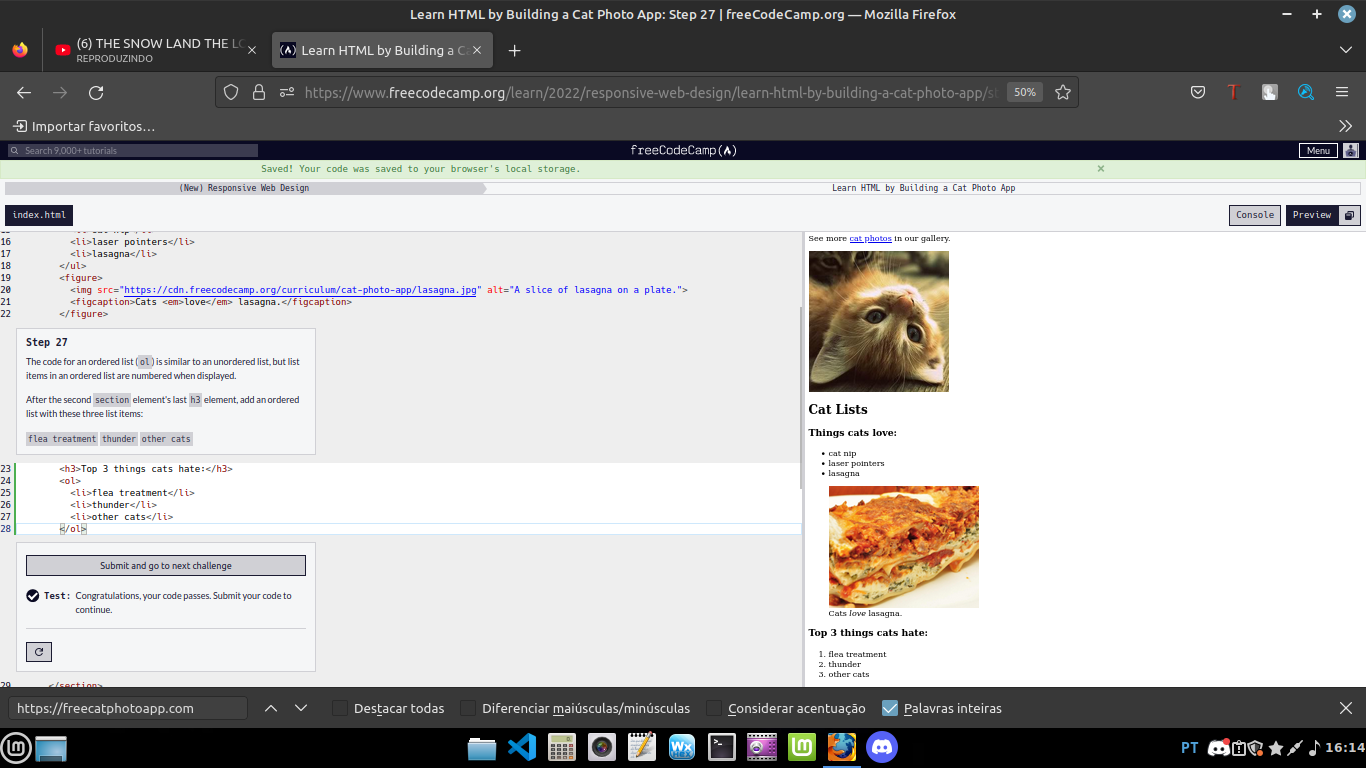 Learn HTML by Building a Cat Photo App: Step 27 | freeCodeCamp.org — Mozilla Firefox
(6) THE SNOW LAND THE
REPRODUZINDO
Learn HTML by Building a
https://www.freecodecamp.org/learn/2022/responsive-web-design/learn-html-by-building-a-cat-photo-app/
50%
Importar favoritos…
Search 9,000+ tutorials
freeCodeCamp(🔥)
Menu
Saved! Your code was saved to your browser's local storage.
(New) Responsive Web Design
Learn HTML by Building a Cat Photo App
index.html
Console
Preview
16 <li>laser pointers</li>
17 <li>lasagna</li>
18 </ul>
19 <figure>
20 <img src="https://cdn.freecodecamp.org/curriculum/cat-photo-app/lasagna.jpg" alt="A slice of lasagna on a plate.">
21 <figcaption>Cats <em>love</em> lasagna.</figcaption>
22 </figure>
Step 27
The code for an ordered list (ol) is similar to an unordered list, but list
items in an ordered list are numbered when displayed.
After the second section element's last h3 element, add an ordered
list with these three list items:
flea treatment thunder other cats
23 <h3>Top 3 things cats hate:</h3>
24 <ol>
25 <li>flea treatment</li>
26 <li>thunder</li>
27 <li>other cats</li>
28 </ol>
Submit and go to next challenge
Test: Congratulations, your code passes. Submit your code to
continue.
29 </section>
See more cat photos in our gallery.
Cat Lists
Things cats love:
• cat nip
• laser pointers
• lasagna
Cats love lasagna.
Top 3 things cats hate:
1. flea treatment
2. thunder
3. other cats
https://freecatphotoapp.com
Destacar todas
Diferenciar maiúsculas/minúsculas
Considerar acentuação
Palavras inteiras
PT
16:14